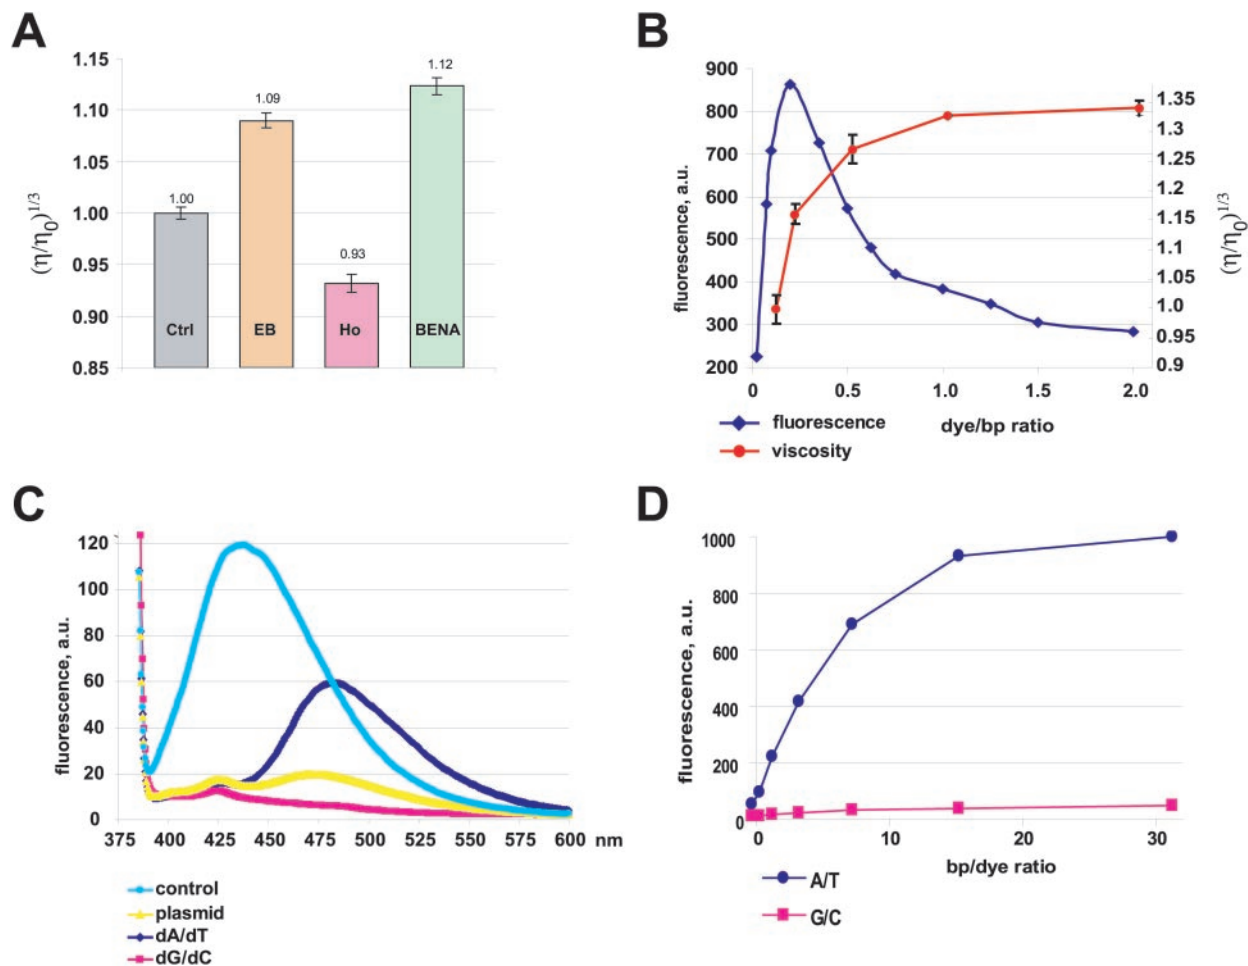 A
1.15
1.10
1.05
1.00
0.95
0.90
0.85
(η/η0)1/3
1.00
1.09
0.93
1.12
Ctrl
EB
Ho
BENA
B
900
800
700
600
500
400
300
200
fluorescence, a.u.
1.35
1.3
1.25
1.2
1.15
1.1
1.05
1.0
0.95
0.9
(η/η0)1/3
0 0.5 1.0 1.5 2.0
dye/bp ratio
fluorescence
viscosity
C
120
100
80
60
40
20
0
fluorescence, a.u.
375 400 425 450 475 500 525 550 575 600 nm
control
plasmid
dA/dT
dG/dC
D
1000
800
600
400
200
0
fluorescence, a.u.
0 10 20 30
bp/dye ratio
A/T
G/C